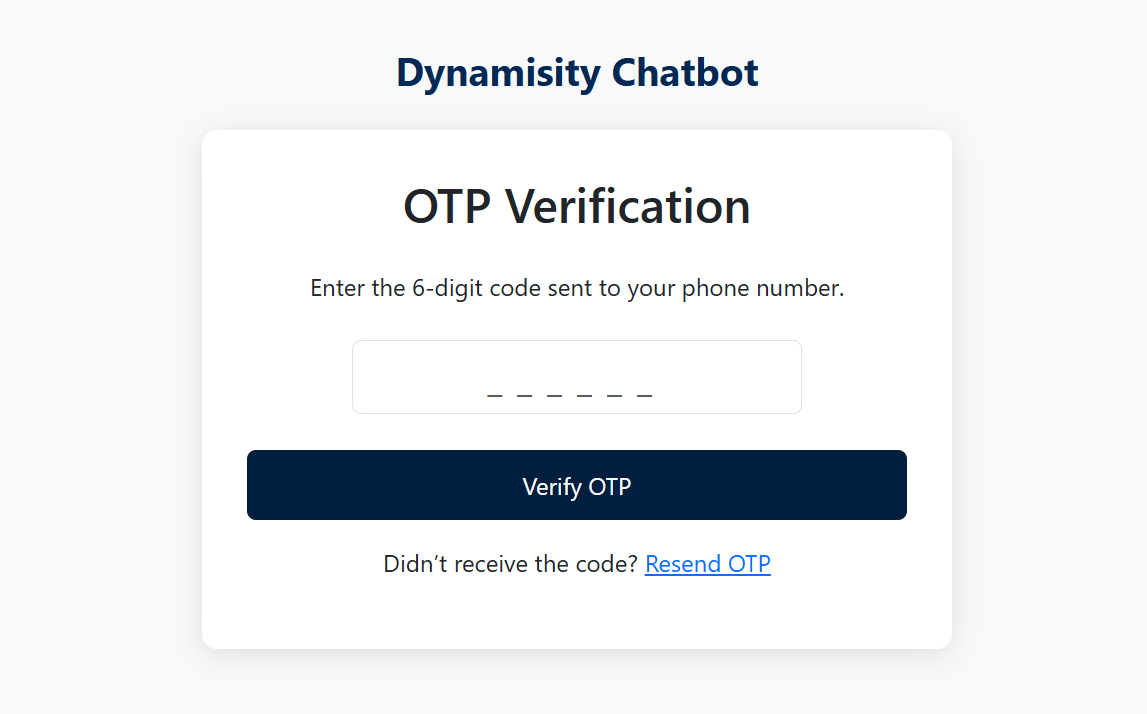 Dynamisity Chatbot
OTP Verification
Enter the 6-digit code sent to your phone number.
_ _ _ _ _ _
Verify OTP
Didn’t receive the code? Resend OTP